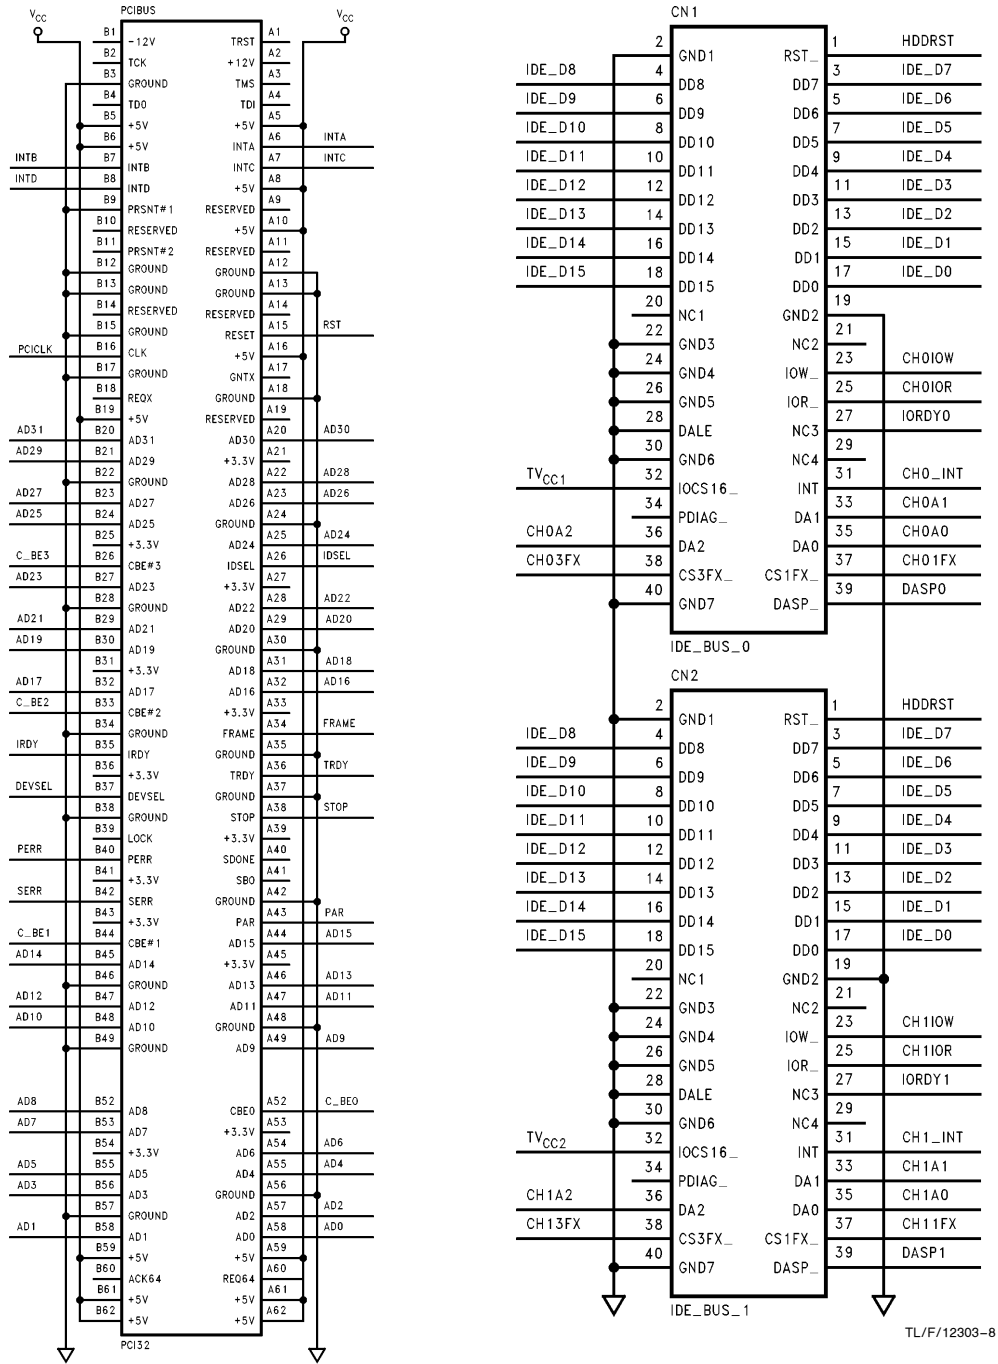 PCIBUS
VCC VCC
B1 -12V TRST A1
B2 TCK +12V A2
B3 GROUND TMS A3
B4 TDO TDI A4
B5 +5V +5V A5
B6 +5V INTA A6 INTA
INTB B7 INTB INTC A7 INTC
INTD B8 INTD +5V A8
B9 PRSNT#1 RESERVED A9
B10 RESERVED +5V A10
B11 PRSNT#2 RESERVED A11
B12 GROUND GROUND A12
B13 GROUND GROUND A13
B14 RESERVED RESERVED A14
B15 GROUND RESET A15 RST
PCICLK B16 CLK +5V A16
B17 GROUND GNTX A17
B18 REQX GROUND A18
B19 +5V RESERVED A19
AD31 B20 AD31 AD30 A20 AD30
AD29 B21 AD29 +3.3V A21
B22 GROUND AD28 A22 AD28
AD27 B23 AD27 AD26 A23 AD26
AD25 B24 AD25 GROUND A24
B25 +3.3V AD24 A25 AD24
C_BE3 B26 CBE#3 IDSEL A26 IDSEL
AD23 B27 AD23 +3.3V A27
B28 GROUND AD22 A28 AD22
AD21 B29 AD21 AD20 A29 AD20
AD19 B30 AD19 GROUND A30
B31 +3.3V AD18 A31 AD18
AD17 B32 AD17 AD16 A32 AD16
C_BE2 B33 CBE#2 +3.3V A33
B34 GROUND FRAME A34 FRAME
IRDY B35 IRDY GROUND A35
B36 +3.3V TRDY A36 TRDY
DEVSEL B37 DEVSEL GROUND A37
B38 GROUND STOP A38 STOP
B39 LOCK +3.3V A39
PERR B40 PERR SDONE A40
B41 +3.3V SBO A41
SERR B42 SERR GROUND A42
B43 +3.3V PAR A43 PAR
C_BE1 B44 CBE#1 AD15 A44 AD15
AD14 B45 AD14 +3.3V A45
B46 GROUND AD13 A46 AD13
AD12 B47 AD12 AD11 A47 AD11
AD10 B48 AD10 GROUND A48
B49 GROUND AD9 A49 AD9
AD8 B52 AD8 CBE0 A52 C_BE0
AD7 B53 AD7 +3.3V A53
B54 +3.3V AD6 A54 AD6
AD5 B55 AD5 AD4 A55 AD4
AD3 B56 AD3 GROUND A56
B57 GROUND AD2 A57 AD2
AD1 B58 AD1 AD0 A58 AD0
B59 +5V +5V A59
B60 ACK64 REQ64 A60
B61 +5V +5V A61
B62 +5V +5V A62
PCI32
CN1
2 GND1 RST_ 1 HDDRST
IDE_D8 4 DD8 DD7 3 IDE_D7
IDE_D9 6 DD9 DD6 5 IDE_D6
IDE_D10 8 DD10 DD5 7 IDE_D5
IDE_D11 10 DD11 DD4 9 IDE_D4
IDE_D12 12 DD12 DD3 11 IDE_D3
IDE_D13 14 DD13 DD2 13 IDE_D2
IDE_D14 16 DD14 DD1 15 IDE_D1
IDE_D15 18 DD15 DD0 17 IDE_D0
20 NC1 GND2 19
22 GND3 NC2 21
24 GND4 IOW_ 23 CH0IOW
26 GND5 IOR_ 25 CH0IOR
28 DALE NC3 27 IORDY0
30 GND6 NC4 29
TVCC1 32 IOCS16_ INT 31 CH0_INT
34 PDIAG_ DA1 33 CH0A1
CH0A2 36 DA2 DA0 35 CH0A0
CH03FX 38 CS3FX_ CS1FX_ 37 CH01FX
40 GND7 DASP_ 39 DASP0
IDE_BUS_0
CN2
2 GND1 RST_ 1 HDDRST
IDE_D8 4 DD8 DD7 3 IDE_D7
IDE_D9 6 DD9 DD6 5 IDE_D6
IDE_D10 8 DD10 DD5 7 IDE_D5
IDE_D11 10 DD11 DD4 9 IDE_D4
IDE_D12 12 DD12 DD3 11 IDE_D3
IDE_D13 14 DD13 DD2 13 IDE_D2
IDE_D14 16 DD14 DD1 15 IDE_D1
IDE_D15 18 DD15 DD0 17 IDE_D0
20 NC1 GND2 19
22 GND3 NC2 21
24 GND4 IOW_ 23 CH1IOW
26 GND5 IOR_ 25 CH1IOR
28 DALE NC3 27 IORDY1
30 GND6 NC4 29
TVCC2 32 IOCS16_ INT 31 CH1_INT
34 PDIAG_ DA1 33 CH1A1
CH1A2 36 DA2 DA0 35 CH1A0
CH13FX 38 CS3FX_ CS1FX_ 37 CH11FX
40 GND7 DASP_ 39 DASP1
IDE_BUS_1
TL/F/12303-8